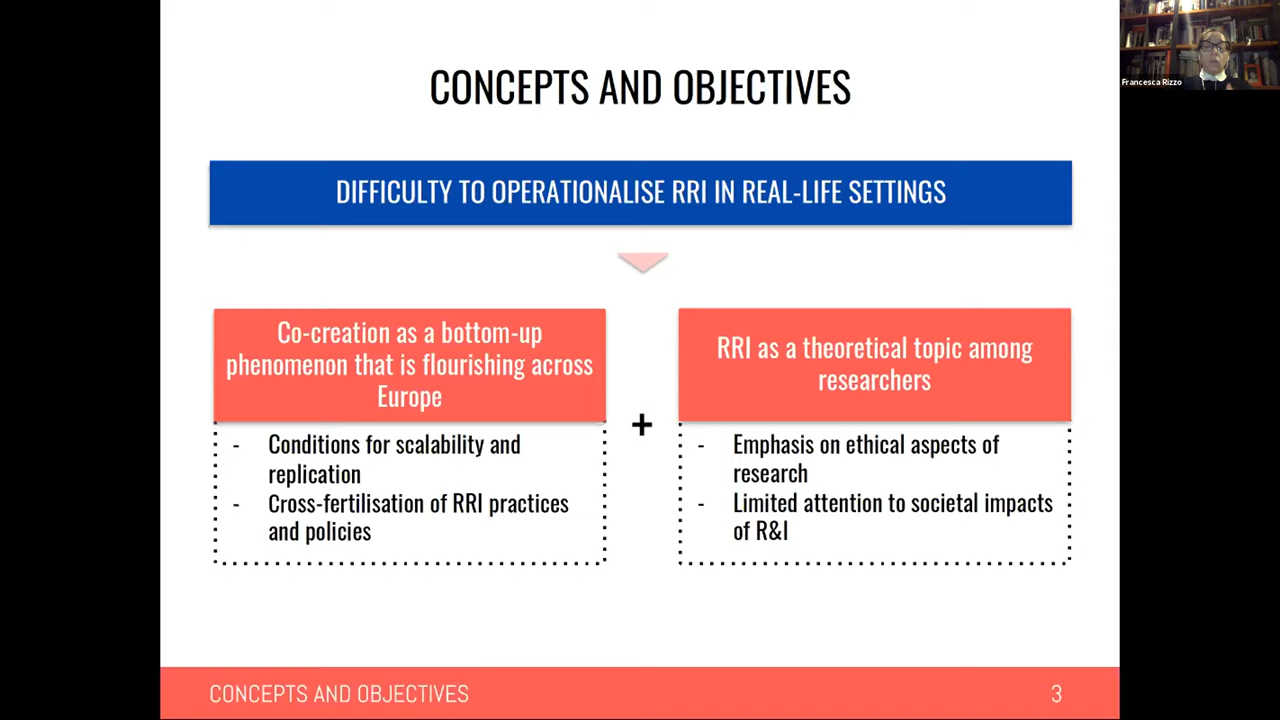 Francesca Rizzo
CONCEPTS AND OBJECTIVES
DIFFICULTY TO OPERATIONALISE RRI IN REAL-LIFE SETTINGS
Co-creation as a bottom-up
phenomenon that is flourishing across
Europe
- Conditions for scalability and
replication
- Cross-fertilisation of RRI practices
and policies
+
RRI as a theoretical topic among
researchers
- Emphasis on ethical aspects of
research
- Limited attention to societal impacts
of R&I
CONCEPTS AND OBJECTIVES
3